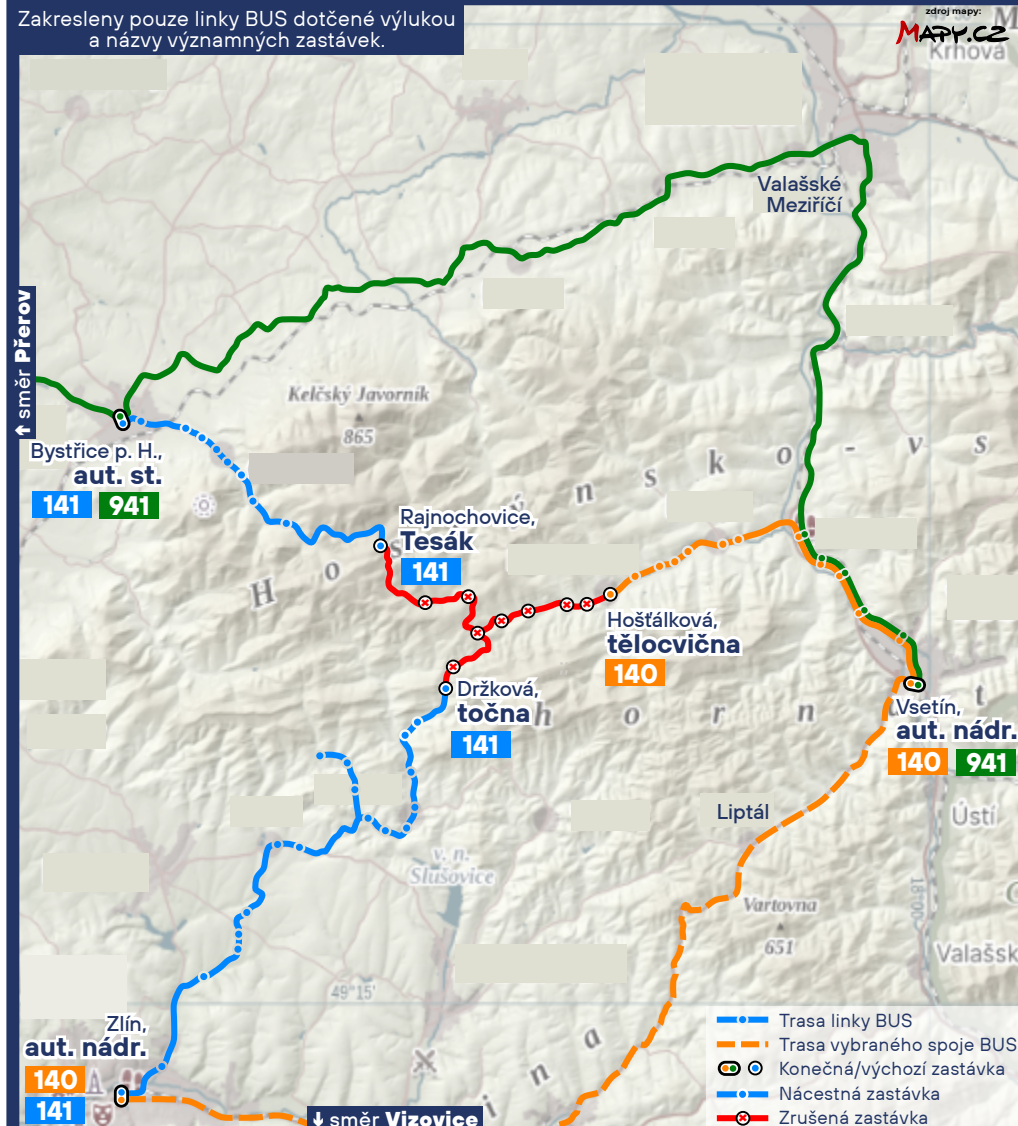 Zakresleny pouze linky BUS dotčené výlukou
a názvy významných zastávek.
zdroj mapy:
MAPY.CZ
Krhová
Valašské
Meziříčí
↑ směr Přerov
Kelčský Javorník
865
Bystřice p. H.,
aut. st.
141 941
Rajnochovice,
Tesák
141
H o s t ý n s k o - v s
Hošťálková,
tělocvična
140
Držková,
točna
141
h o r n a t i n a
Vsetín,
aut. nádr.
140 941
Liptál
Ústí
v. n.
Slušovice
Vartovna
651
18°00'
Valašsk
49°15'
Zlín,
aut. nádr.
140
141
↓ směr Vizovice
Trasa linky BUS
Trasa vybraného spoje BUS
Konečná/výchozí zastávka
Nácestná zastávka
Zrušená zastávka